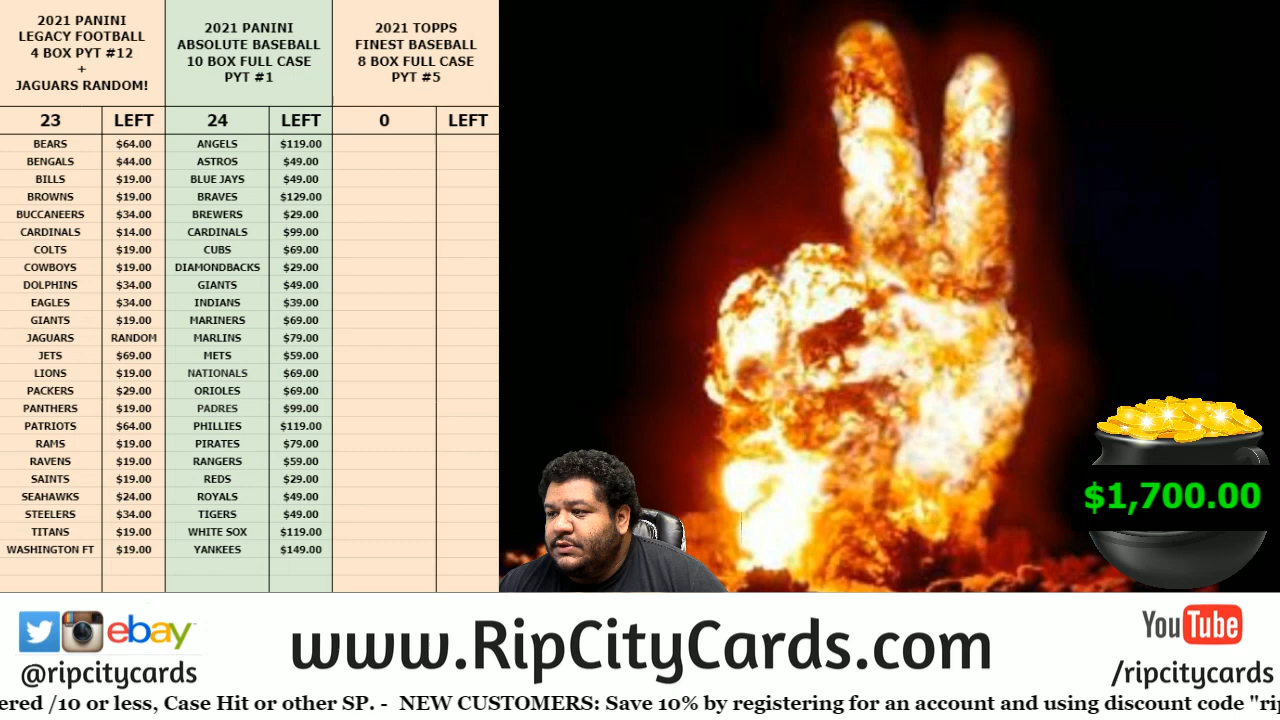 2021 PANINI
LEGACY FOOTBALL
4 BOX PYT #12
+
JAGUARS RANDOM!
2021 PANINI
ABSOLUTE BASEBALL
10 BOX FULL CASE
PYT #1
2021 TOPPS
FINEST BASEBALL
8 BOX FULL CASE
PYT #5
23 LEFT 24 LEFT 0 LEFT
BEARS $64.00 ANGELS $119.00
BENGALS $44.00 ASTROS $49.00
BILLS $19.00 BLUE JAYS $49.00
BROWNS $19.00 BRAVES $129.00
BUCCANEERS $34.00 BREWERS $29.00
CARDINALS $14.00 CARDINALS $99.00
COLTS $19.00 CUBS $69.00
COWBOYS $19.00 DIAMONDBACKS $29.00
DOLPHINS $34.00 GIANTS $49.00
EAGLES $34.00 INDIANS $39.00
GIANTS $19.00 MARINERS $69.00
JAGUARS RANDOM MARLINS $79.00
JETS $69.00 METS $59.00
LIONS $19.00 NATIONALS $69.00
PACKERS $29.00 ORIOLES $69.00
PANTHERS $19.00 PADRES $99.00
PATRIOTS $64.00 PHILLIES $119.00
RAMS $19.00 PIRATES $79.00
RAVENS $19.00 RANGERS $59.00
SAINTS $19.00 REDS $29.00
SEAHAWKS $24.00 ROYALS $49.00
STEELERS $34.00 TIGERS $49.00
TITANS $19.00 WHITE SOX $119.00
WASHINGTON FT $19.00 YANKEES $149.00
$1,700.00
ebay
@ripcitycards
www.RipCityCards.com
YouTube
/ripcitycards
ered /10 or less, Case Hit or other SP. - NEW CUSTOMERS: Save 10% by registering for an account and using discount code "rip